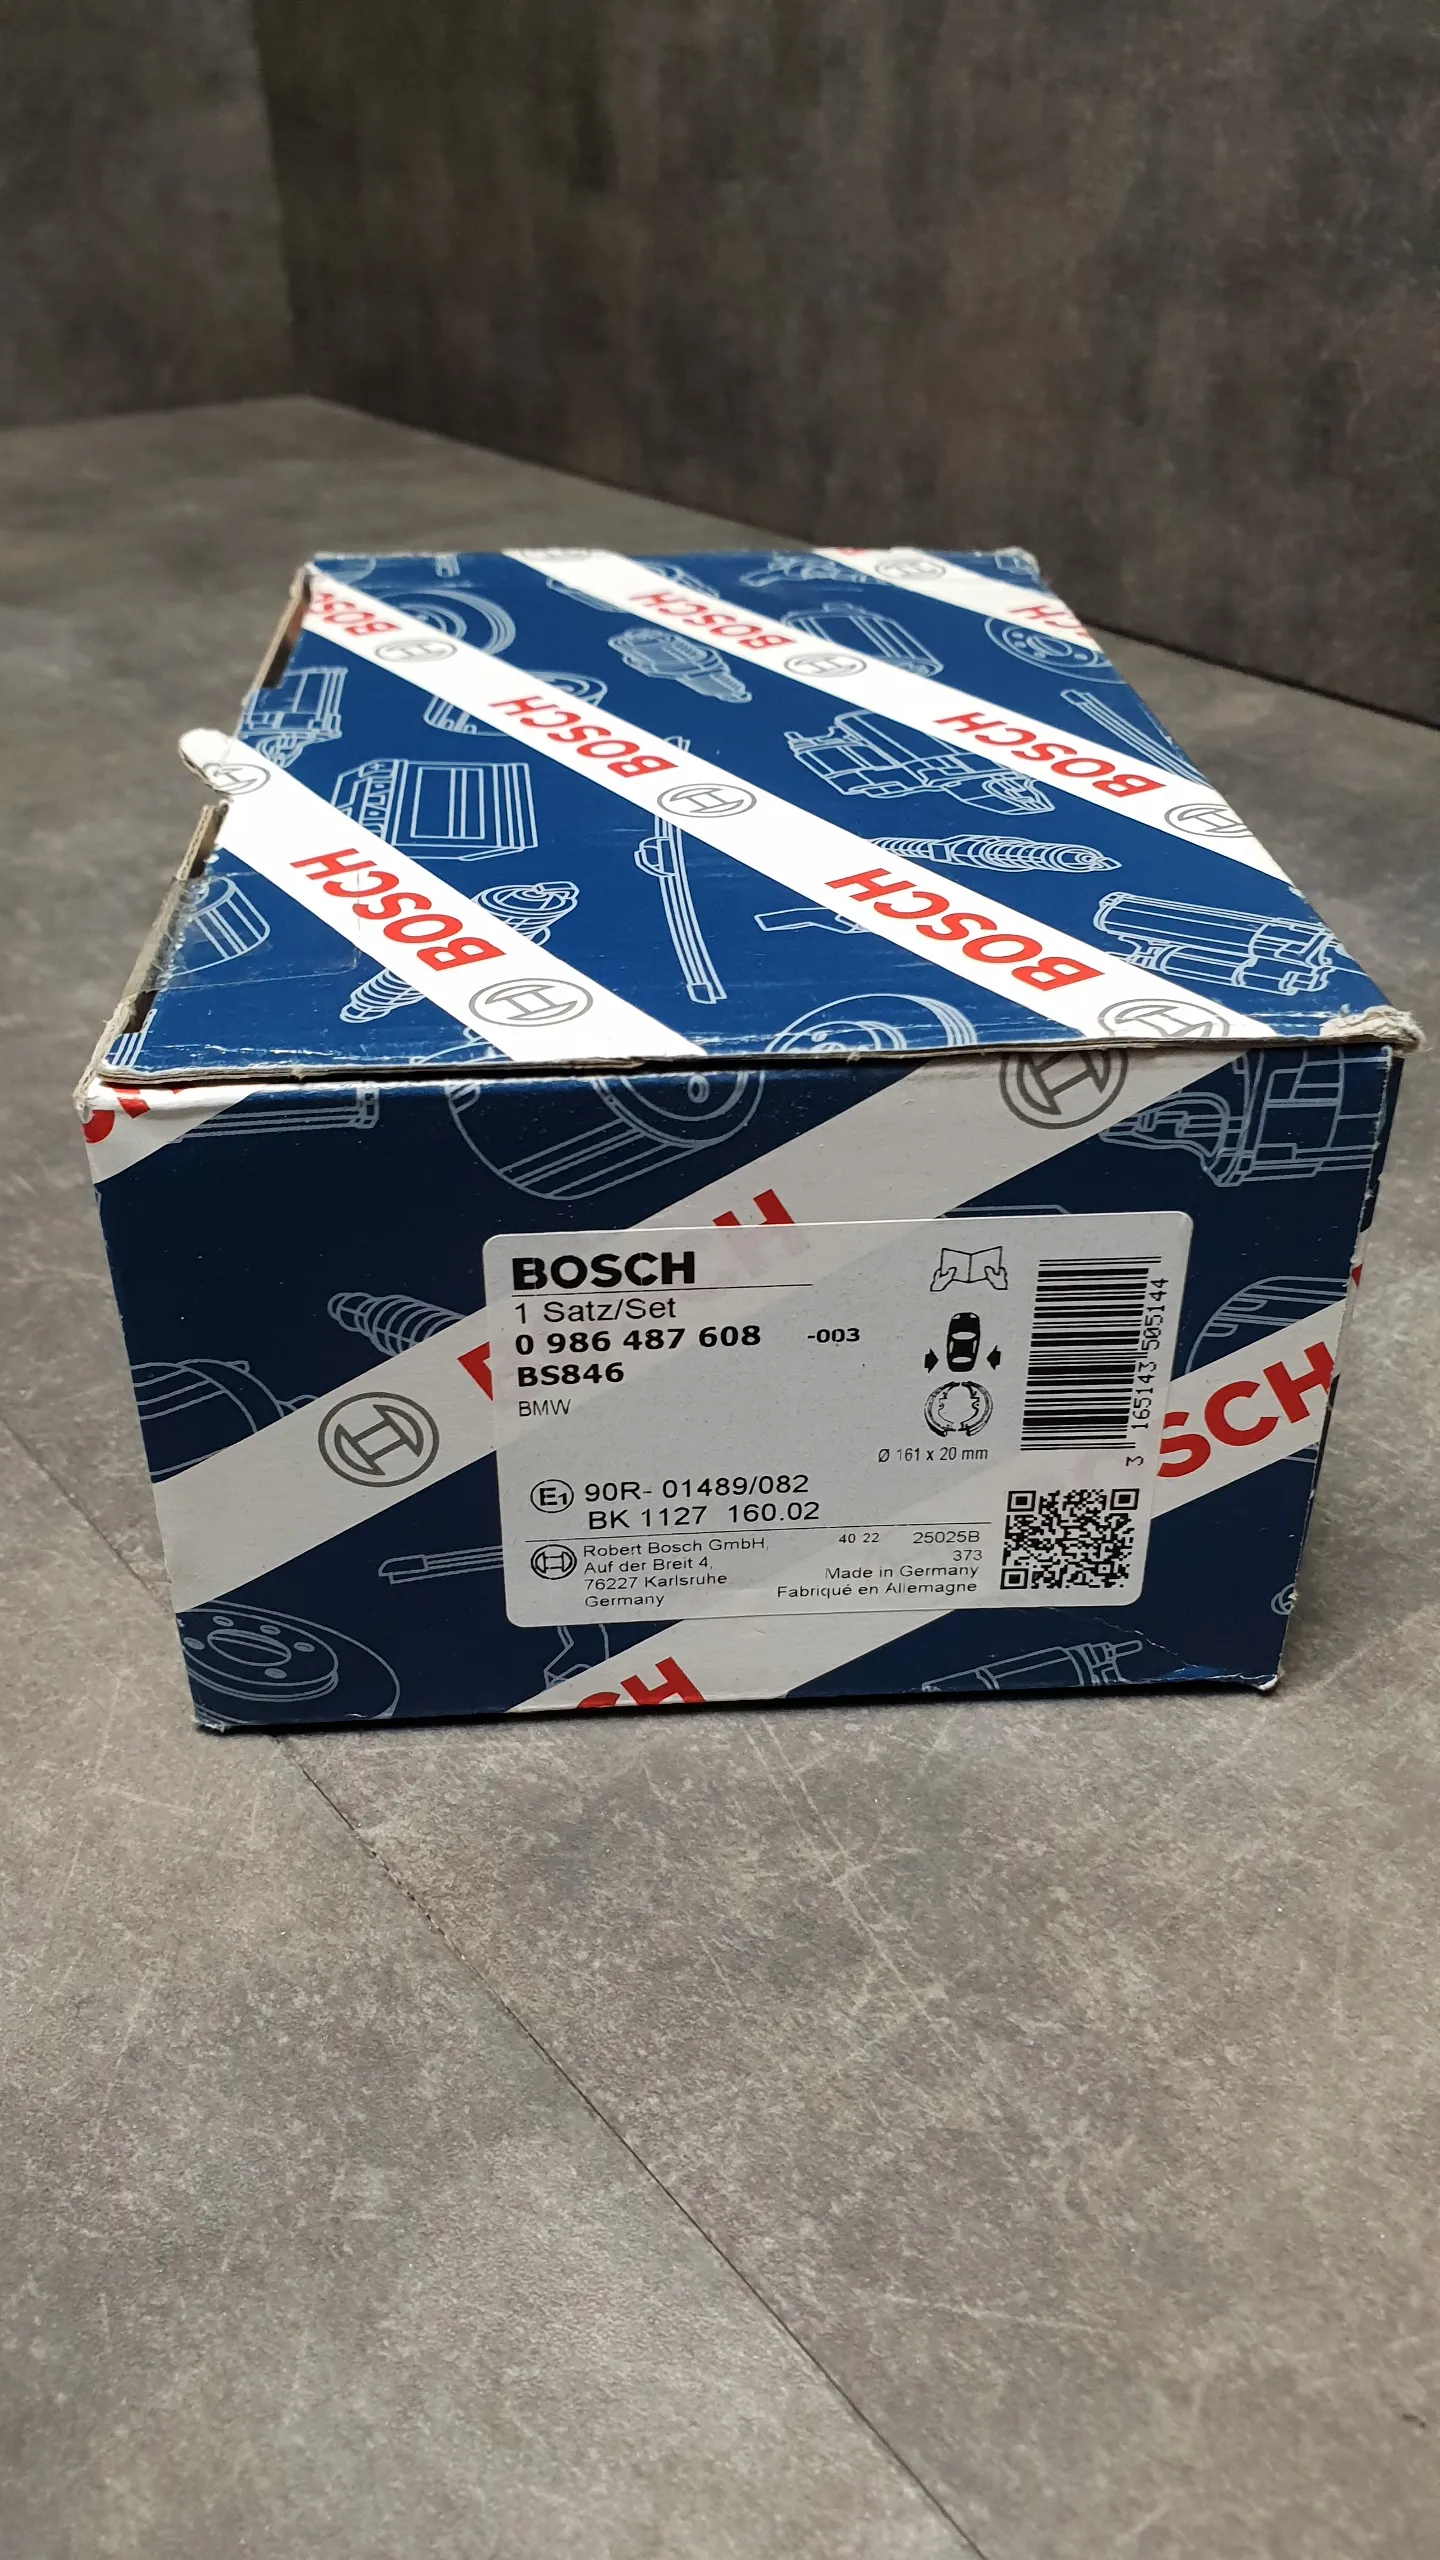 BOSCH
BOSCH
BOSCH
BOSCH
BOSCH
BOSCH
BOSCH
1 Satz/Set
0 986 487 608 -003
BS846
BMW
Ø 161 x 20 mm
3 165143 505144
E1 90R- 01489/082
BK 1127 160.02
Robert Bosch GmbH,
Auf der Breit 4,
76227 Karlsruhe
Germany
40 22 25025B
373
Made in Germany
Fabriqué en Allemagne
SCH
CH